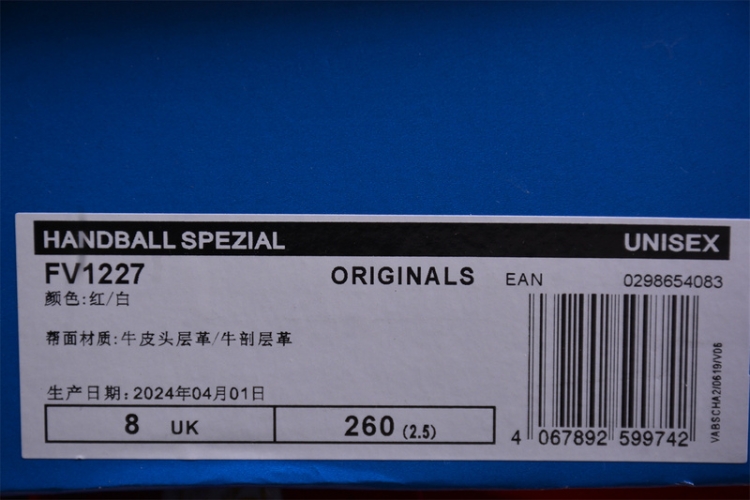 HANDBALL SPEZIAL UNISEX
FV1227 ORIGINALS EAN 0298654083
颜色:红/白
帮面材质:牛皮头层革/牛剖层革
生产日期:2024年04月01日
8 UK 260 (2.5)
4 067892 599742
VABSCHA2/0619/V06